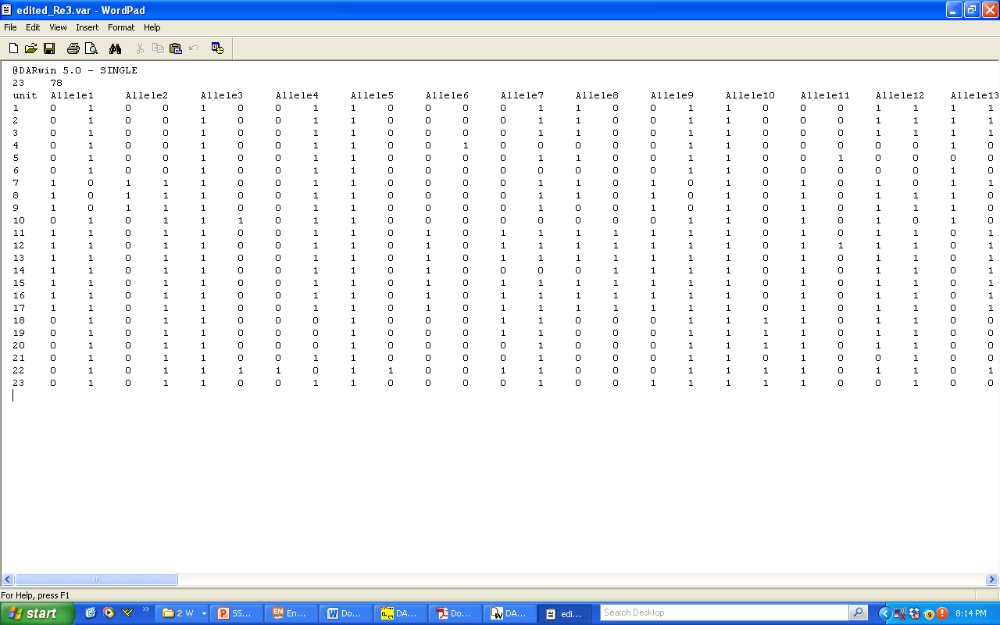 edited_Re3.var - WordPad
File Edit View Insert Format Help
@DARwin 5.0 - SINGLE
23 78
unit Allele1 Allele2 Allele3 Allele4 Allele5 Allele6 Allele7 Allele8 Allele9 Allele10 Allele11 Allele12 Allele13
1 0 1 0 0 1 0 0 1 1 0 0 0 0 1 1 0 0 1 1 0 0 0 1 1 1 1
2 0 1 0 0 1 0 0 1 1 0 0 0 0 1 1 0 0 1 1 0 0 0 1 1 1 1
3 0 1 0 0 1 0 0 1 1 0 0 0 0 1 1 0 0 1 1 0 0 0 1 1 1 1
4 0 1 0 0 1 0 0 1 1 0 0 1 0 0 0 0 0 1 1 0 0 0 0 0 1 0
5 0 1 0 0 1 0 0 1 1 0 0 0 0 1 1 0 0 1 1 0 0 1 0 0 0 0
6 0 1 0 0 1 0 0 1 1 0 0 0 0 0 0 0 0 1 1 0 0 0 0 0 1 0
7 1 0 1 1 1 0 0 1 1 0 0 0 0 1 1 0 1 0 1 0 1 0 1 0 1 1
8 1 0 1 1 1 0 0 1 1 0 0 0 0 1 1 0 0 1 1 0 1 0 1 1 1 0
9 1 0 1 1 1 0 0 1 1 0 0 0 0 1 0 0 1 0 1 0 1 0 1 1 1 0
10 0 1 0 1 1 1 0 1 1 0 0 0 0 0 0 0 0 1 1 0 1 0 1 0 1 0
11 1 1 0 1 1 0 0 1 1 0 1 0 1 1 1 1 1 1 1 0 1 0 1 1 0 1
12 1 1 0 1 1 0 0 1 1 0 1 0 1 1 1 1 0 1 1 0 1 1 1 1 0 1
13 1 1 0 1 1 0 0 1 1 0 1 0 1 1 1 1 0 1 1 0 1 0 1 1 0 1
14 1 1 0 1 1 0 0 1 1 0 1 0 0 0 0 1 0 1 1 0 1 0 0 1 0 1
15 1 1 0 1 1 0 0 1 1 0 1 0 1 1 1 1 1 1 1 0 1 0 1 1 0 1
16 1 1 0 1 1 0 0 1 1 0 1 0 1 1 1 1 0 1 1 0 1 0 1 1 0 1
17 1 1 0 1 1 0 0 1 1 0 1 0 1 1 1 1 1 1 1 0 1 0 1 1 0 1
18 0 1 0 1 1 0 0 0 1 0 0 0 1 1 0 0 0 1 1 1 1 0 1 1 0 0
19 0 1 0 1 1 0 0 0 1 0 0 0 1 1 0 0 0 1 1 1 1 0 1 1 0 0
20 0 1 0 1 1 0 0 0 1 0 0 0 0 1 0 0 0 1 1 1 1 0 1 1 0 0
21 0 1 0 1 1 0 0 1 1 0 0 0 0 1 0 0 0 1 1 0 1 0 0 1 0 0
22 0 1 0 1 1 1 1 0 1 1 0 0 1 1 0 0 0 1 1 1 1 0 1 1 0 1
23 0 1 0 1 1 0 0 1 1 0 0 0 0 1 0 0 1 1 1 1 1 0 0 1 0 0
For Help, press F1
start 2 W SS... En... Do... DA... Do... DA... edi... Search Desktop 8:14 PM